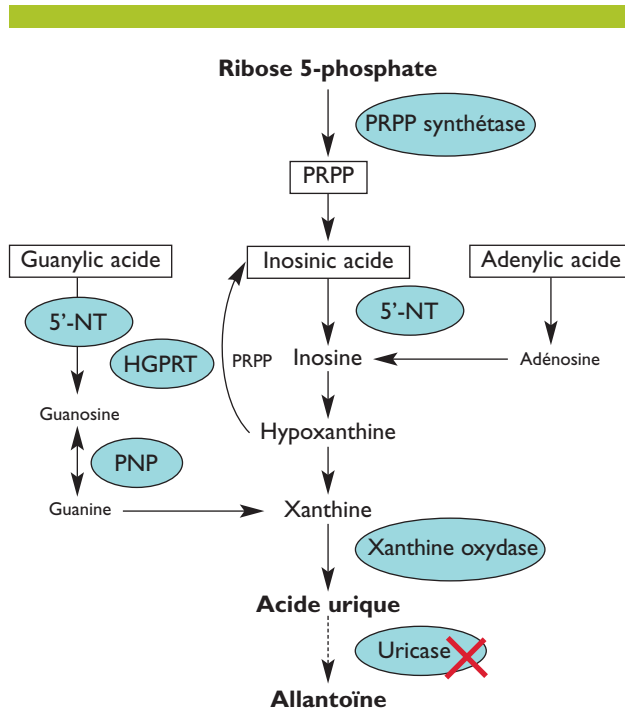 Ribose 5-phosphate
PRPP synthétase
PRPP
Guanylic acide
Inosinic acide
Adenylic acide
5'-NT
5'-NT
HGPRT
PRPP
Inosine
Adénosine
Guanosine
Hypoxanthine
PNP
Guanine
Xanthine
Xanthine oxydase
Acide urique
Uricase
Allantoïne